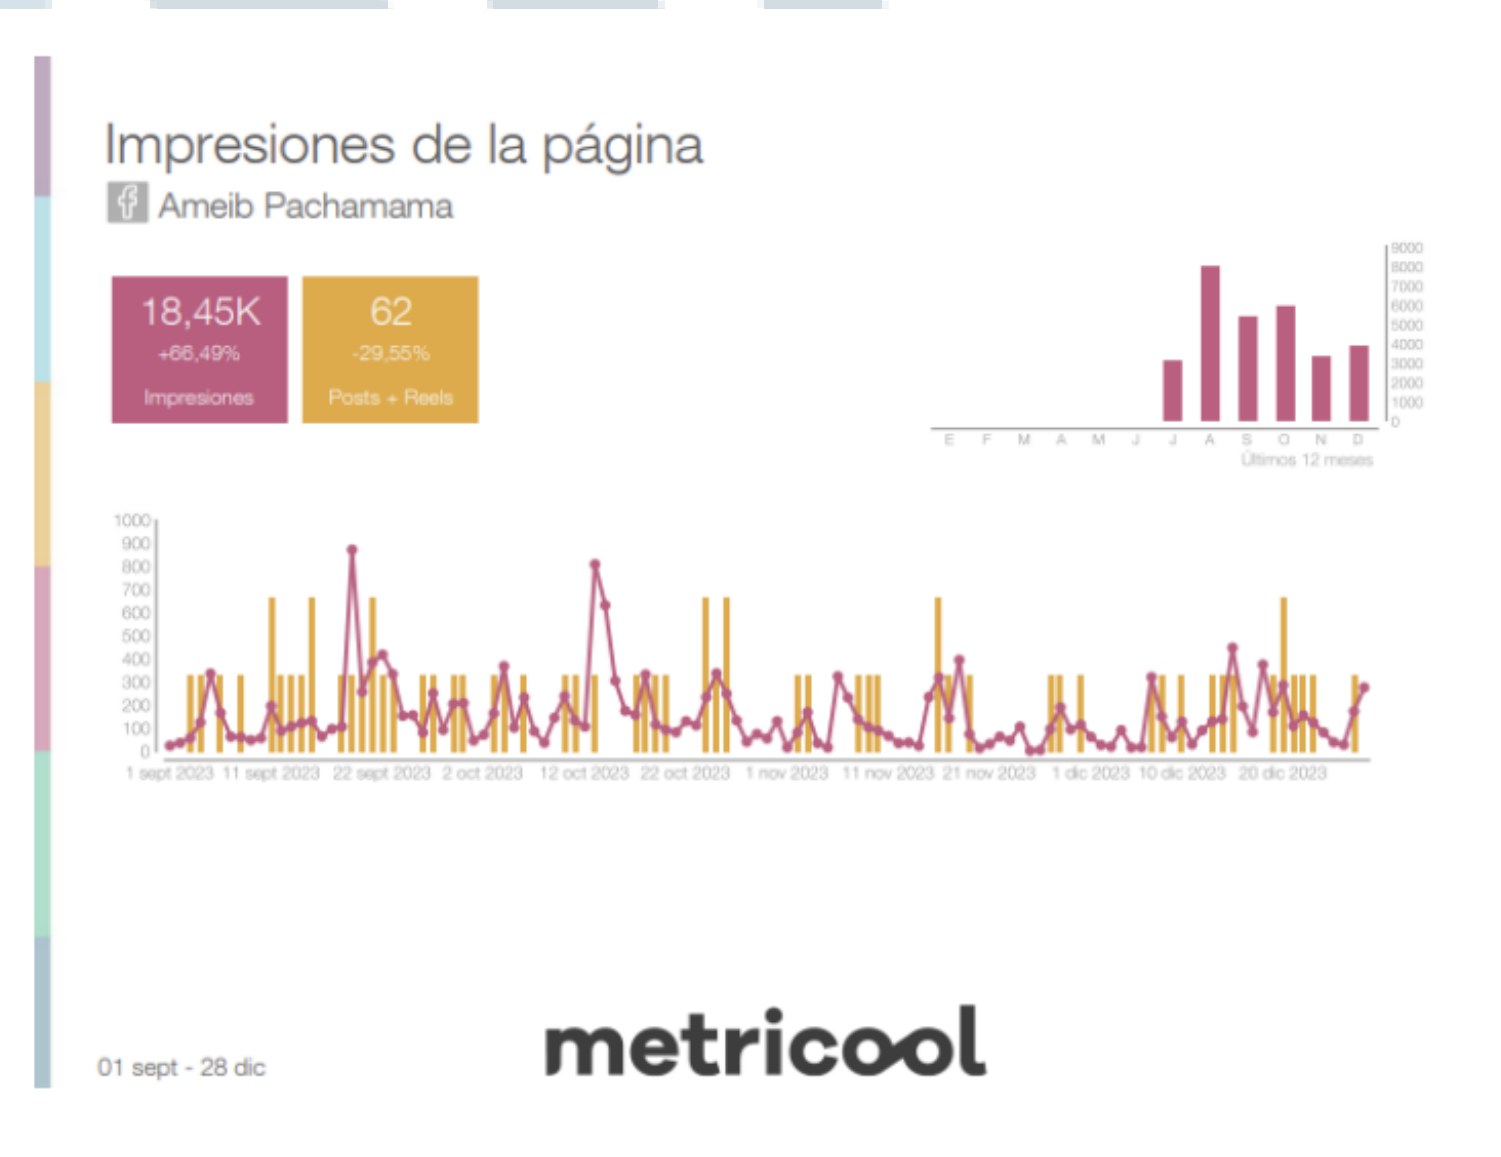 Impresiones de la página
Ameib Pachamama
18,45K
+66,49%
Impresiones
62
-29,55%
Posts + Reels
9000
8000
7000
6000
5000
4000
3000
2000
1000
0
E F M A M J J A S O N D
Últimos 12 meses
1000
900
800
700
600
500
400
300
200
100
0
1 sept 2023 11 sept 2023 22 sept 2023 2 oct 2023 12 oct 2023 22 oct 2023 1 nov 2023 11 nov 2023 21 nov 2023 1 dic 2023 10 dic 2023 20 dic 2023
01 sept - 28 dic
metricool